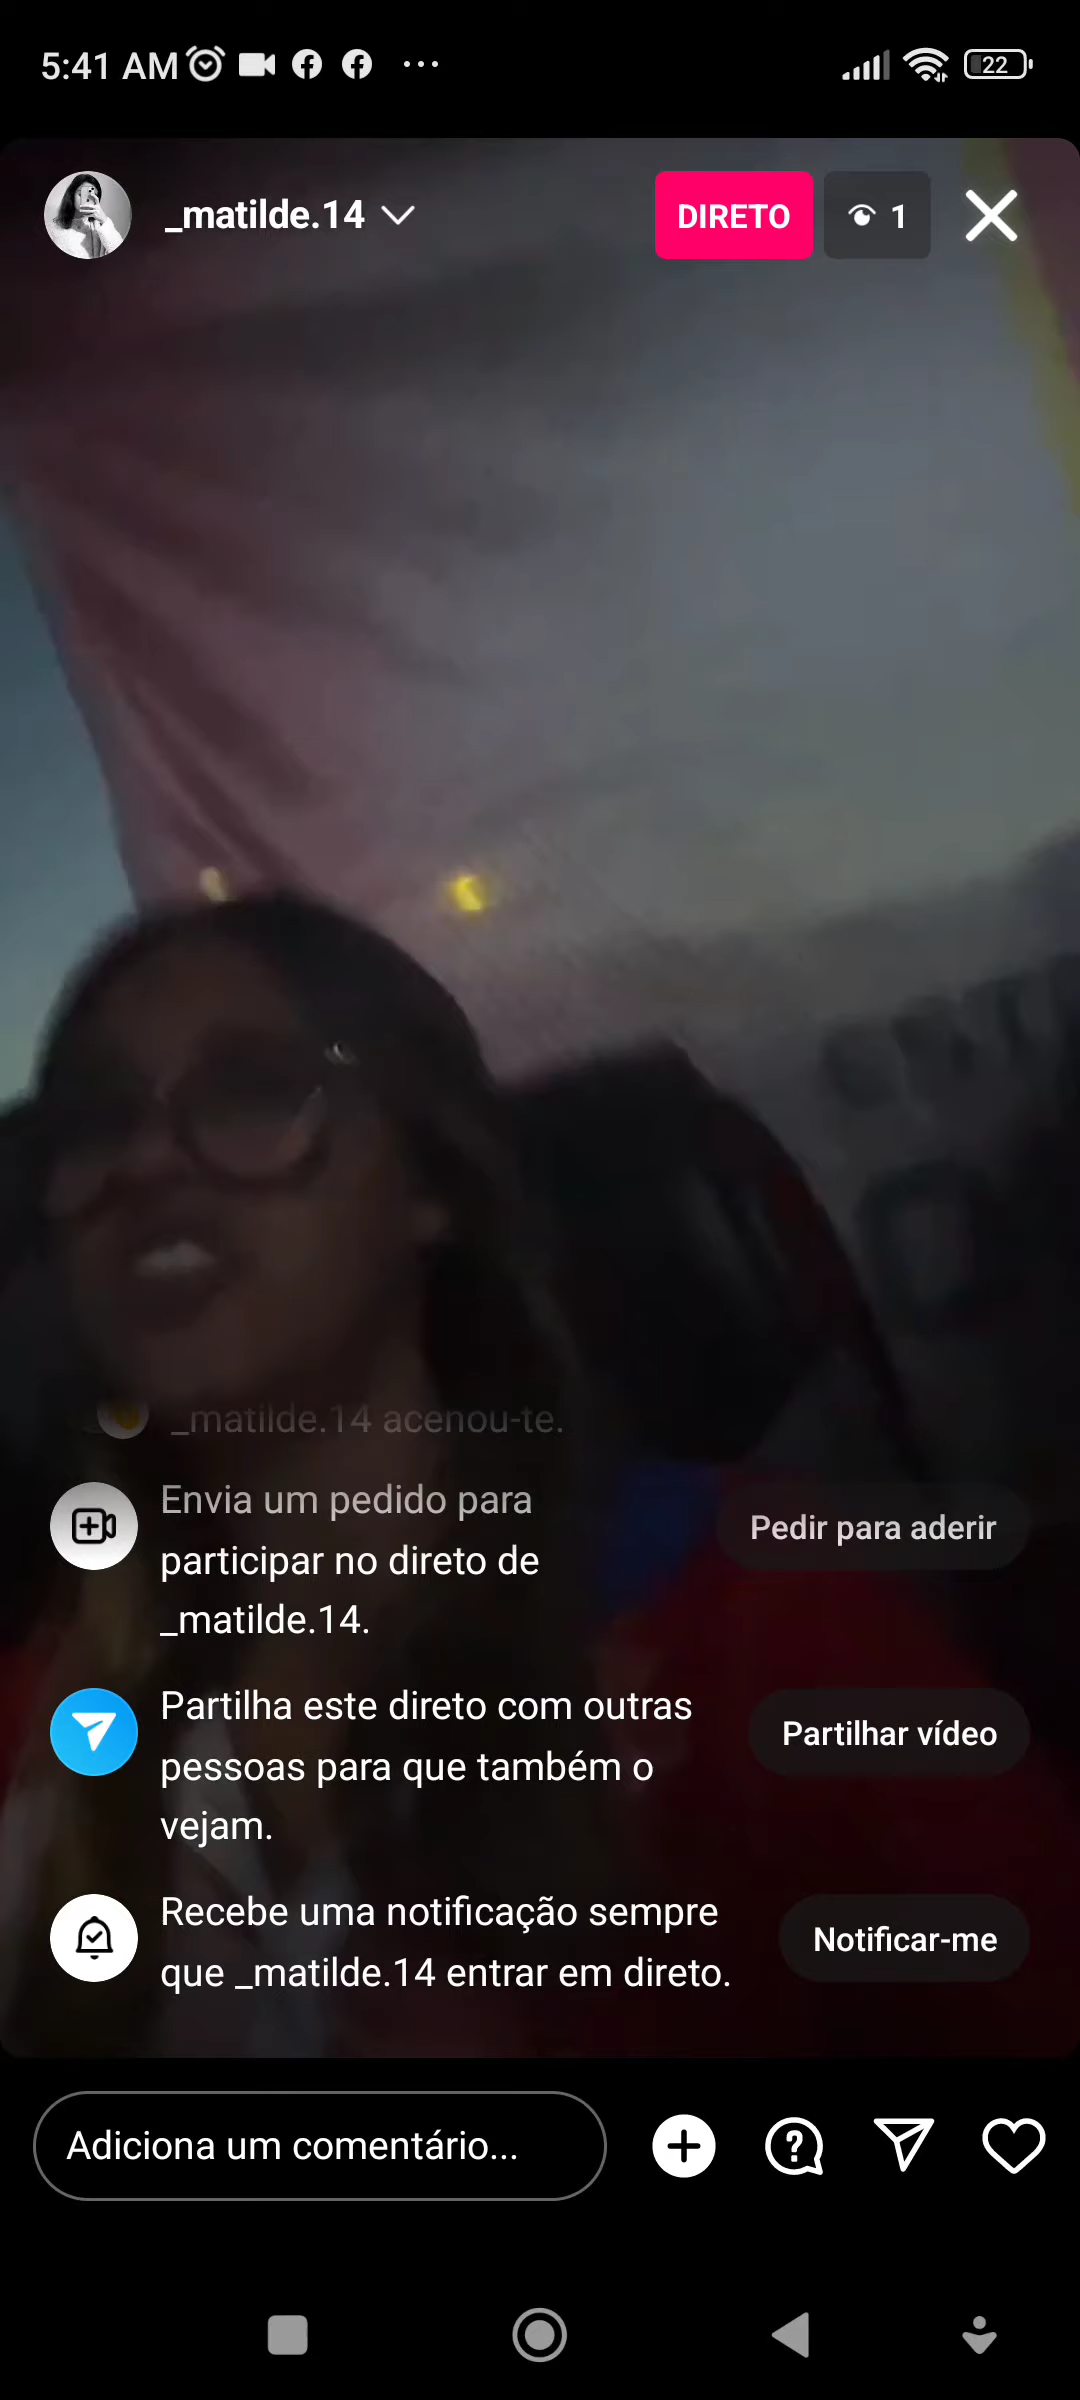 5:41 AM
22
_matilde.14
DIRETO
1
_matilde.14 acenou-te.
Envia um pedido para
participar no direto de
_matilde.14.
Pedir para aderir
Partilha este direto com outras
pessoas para que também o
vejam.
Partilhar vídeo
Recebe uma notificação sempre
que _matilde.14 entrar em direto.
Notificar-me
Adiciona um comentário...